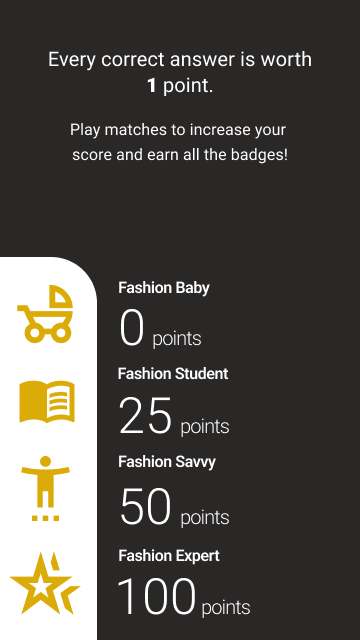 Every correct answer is worth
1 point.
Play matches to increase your
score and earn all the badges!
Fashion Baby
0 points
Fashion Student
25 points
Fashion Savvy
50 points
Fashion Expert
100 points